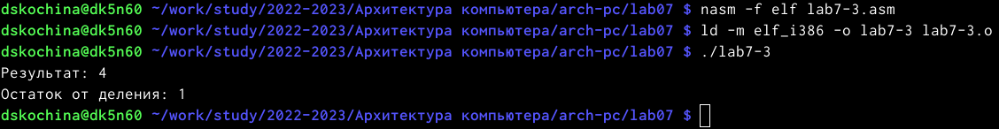 dskochina@dk5n60 ~/work/study/2022-2023/Архитектура компьютера/arch-pc/lab07 $ nasm -f elf lab7-3.asm
dskochina@dk5n60 ~/work/study/2022-2023/Архитектура компьютера/arch-pc/lab07 $ ld -m elf_i386 -o lab7-3 lab7-3.o
dskochina@dk5n60 ~/work/study/2022-2023/Архитектура компьютера/arch-pc/lab07 $ ./lab7-3
Результат: 4
Остаток от деления: 1
dskochina@dk5n60 ~/work/study/2022-2023/Архитектура компьютера/arch-pc/lab07 $